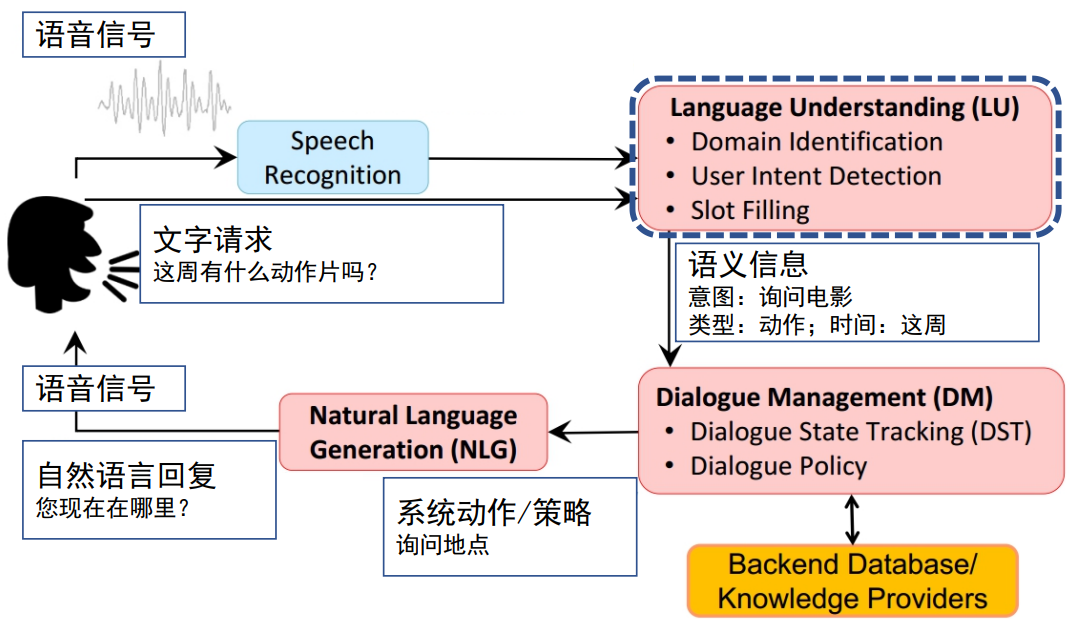 语音信号
Speech
Recognition
Language Understanding (LU)
• Domain Identification
• User Intent Detection
• Slot Filling
文字请求
这周有什么动作片吗?
语义信息
意图:询问电影
类型:动作;时间:这周
语音信号
Natural Language
Generation (NLG)
Dialogue Management (DM)
• Dialogue State Tracking (DST)
• Dialogue Policy
自然语言回复
您现在在哪里?
系统动作/策略
询问地点
Backend Database/
Knowledge Providers